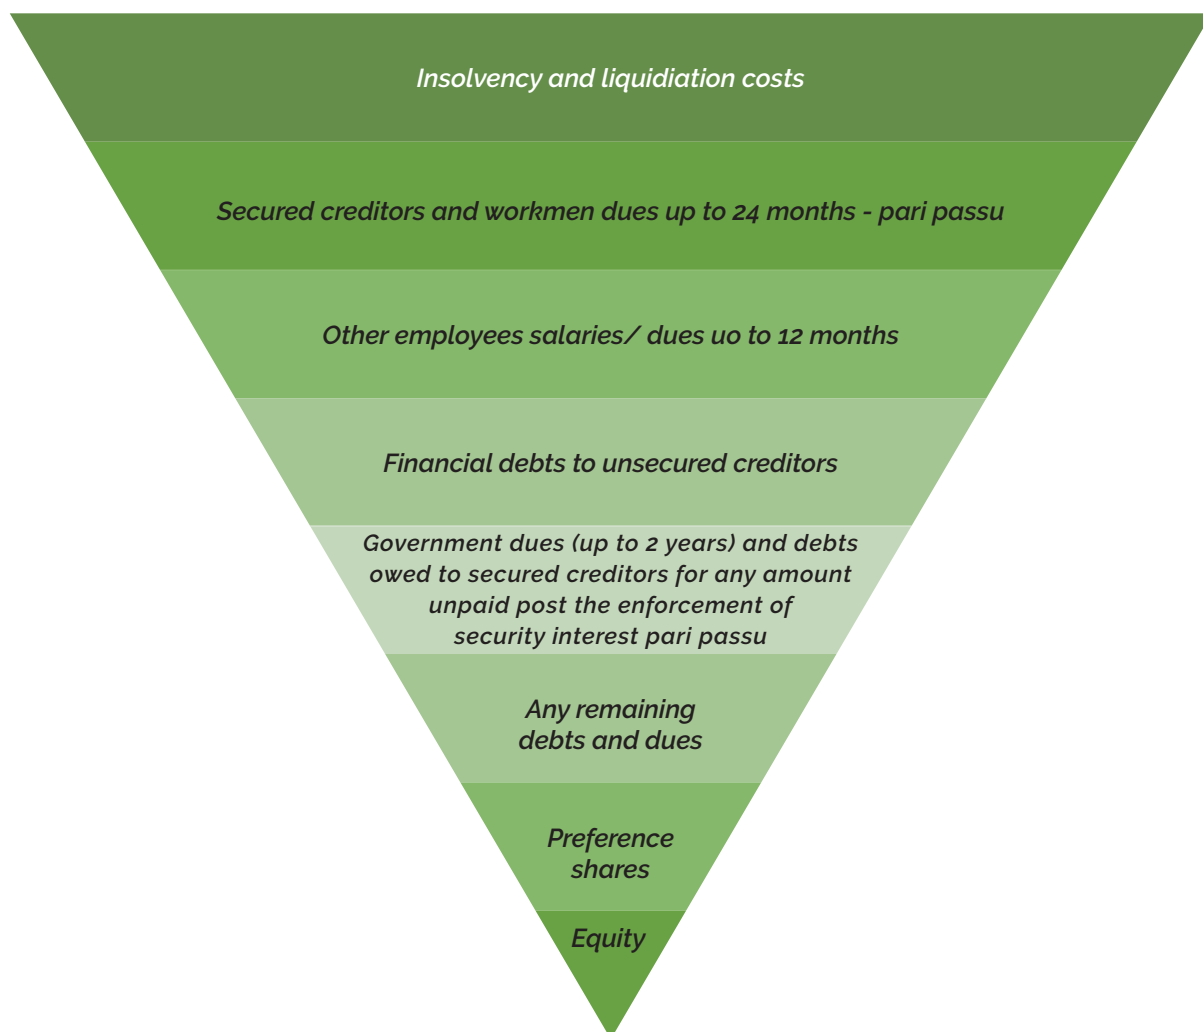 Insolvency and liquidiation costs
Secured creditors and workmen dues up to 24 months - pari passu
Other employees salaries/ dues uo to 12 months
Financial debts to unsecured creditors
Government dues (up to 2 years) and debts
owed to secured creditors for any amount
unpaid post the enforcement of
security interest pari passu
Any remaining
debts and dues
Preference
shares
Equity